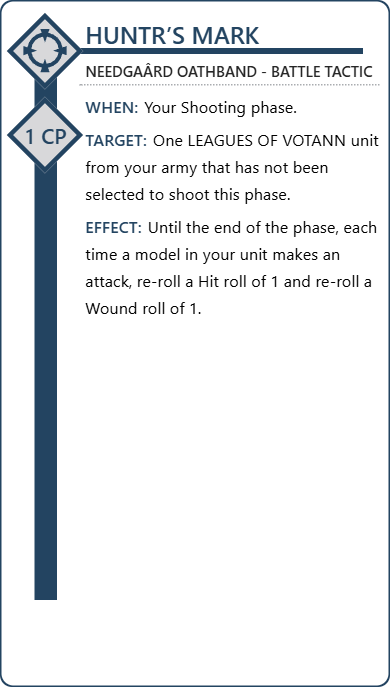 HUNTR’S MARK
NEEDGAÂRD OATHBAND - BATTLE TACTIC
1 CP
WHEN: Your Shooting phase.
TARGET: One LEAGUES OF VOTANN unit
from your army that has not been
selected to shoot this phase.
EFFECT: Until the end of the phase, each
time a model in your unit makes an
attack, re-roll a Hit roll of 1 and re-roll a
Wound roll of 1.